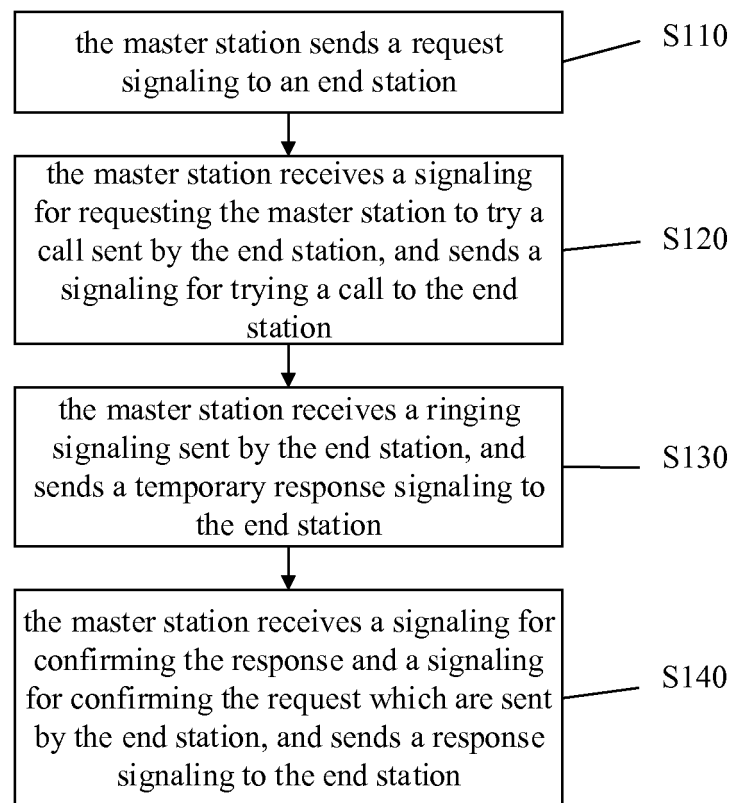 the master station sends a request
signaling to an end station
S110
the master station receives a signaling
for requesting the master station to try a
call sent by the end station, and sends a
signaling for trying a call to the end
station
S120
the master station receives a ringing
signaling sent by the end station, and
sends a temporary response signaling to
the end station
S130
the master station receives a signaling for
confirming the response and a signaling
for confirming the request which are sent
by the end station, and sends a response
signaling to the end station
S140